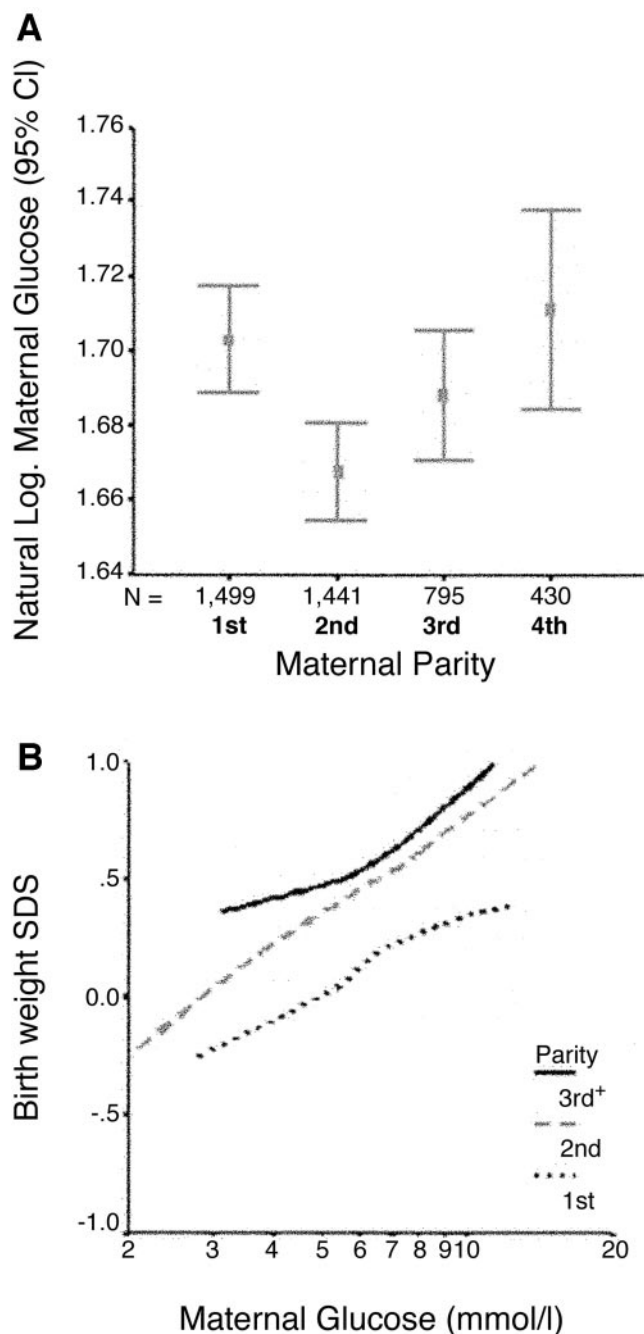 A
Natural Log. Maternal Glucose (95% CI)
1.76
1.74
1.72
1.70
1.68
1.66
1.64
N = 1,499 1,441 795 430
1st 2nd 3rd 4th
Maternal Parity
B
Birth weight SDS
1.0
.5
0.0
-.5
-1.0
Parity
3rd+
2nd
1st
2 3 4 5 6 7 8 9 10 20
Maternal Glucose (mmol/l)